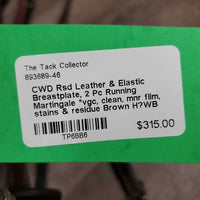 The Tack Collector
893689-46
CWD Rsd Leather & Elastic
Breastplate, 2 Pc Running
Martingale *vgc, clean, mnr film,
stains & residue Brown H?WB
TP6BB6
$315.00